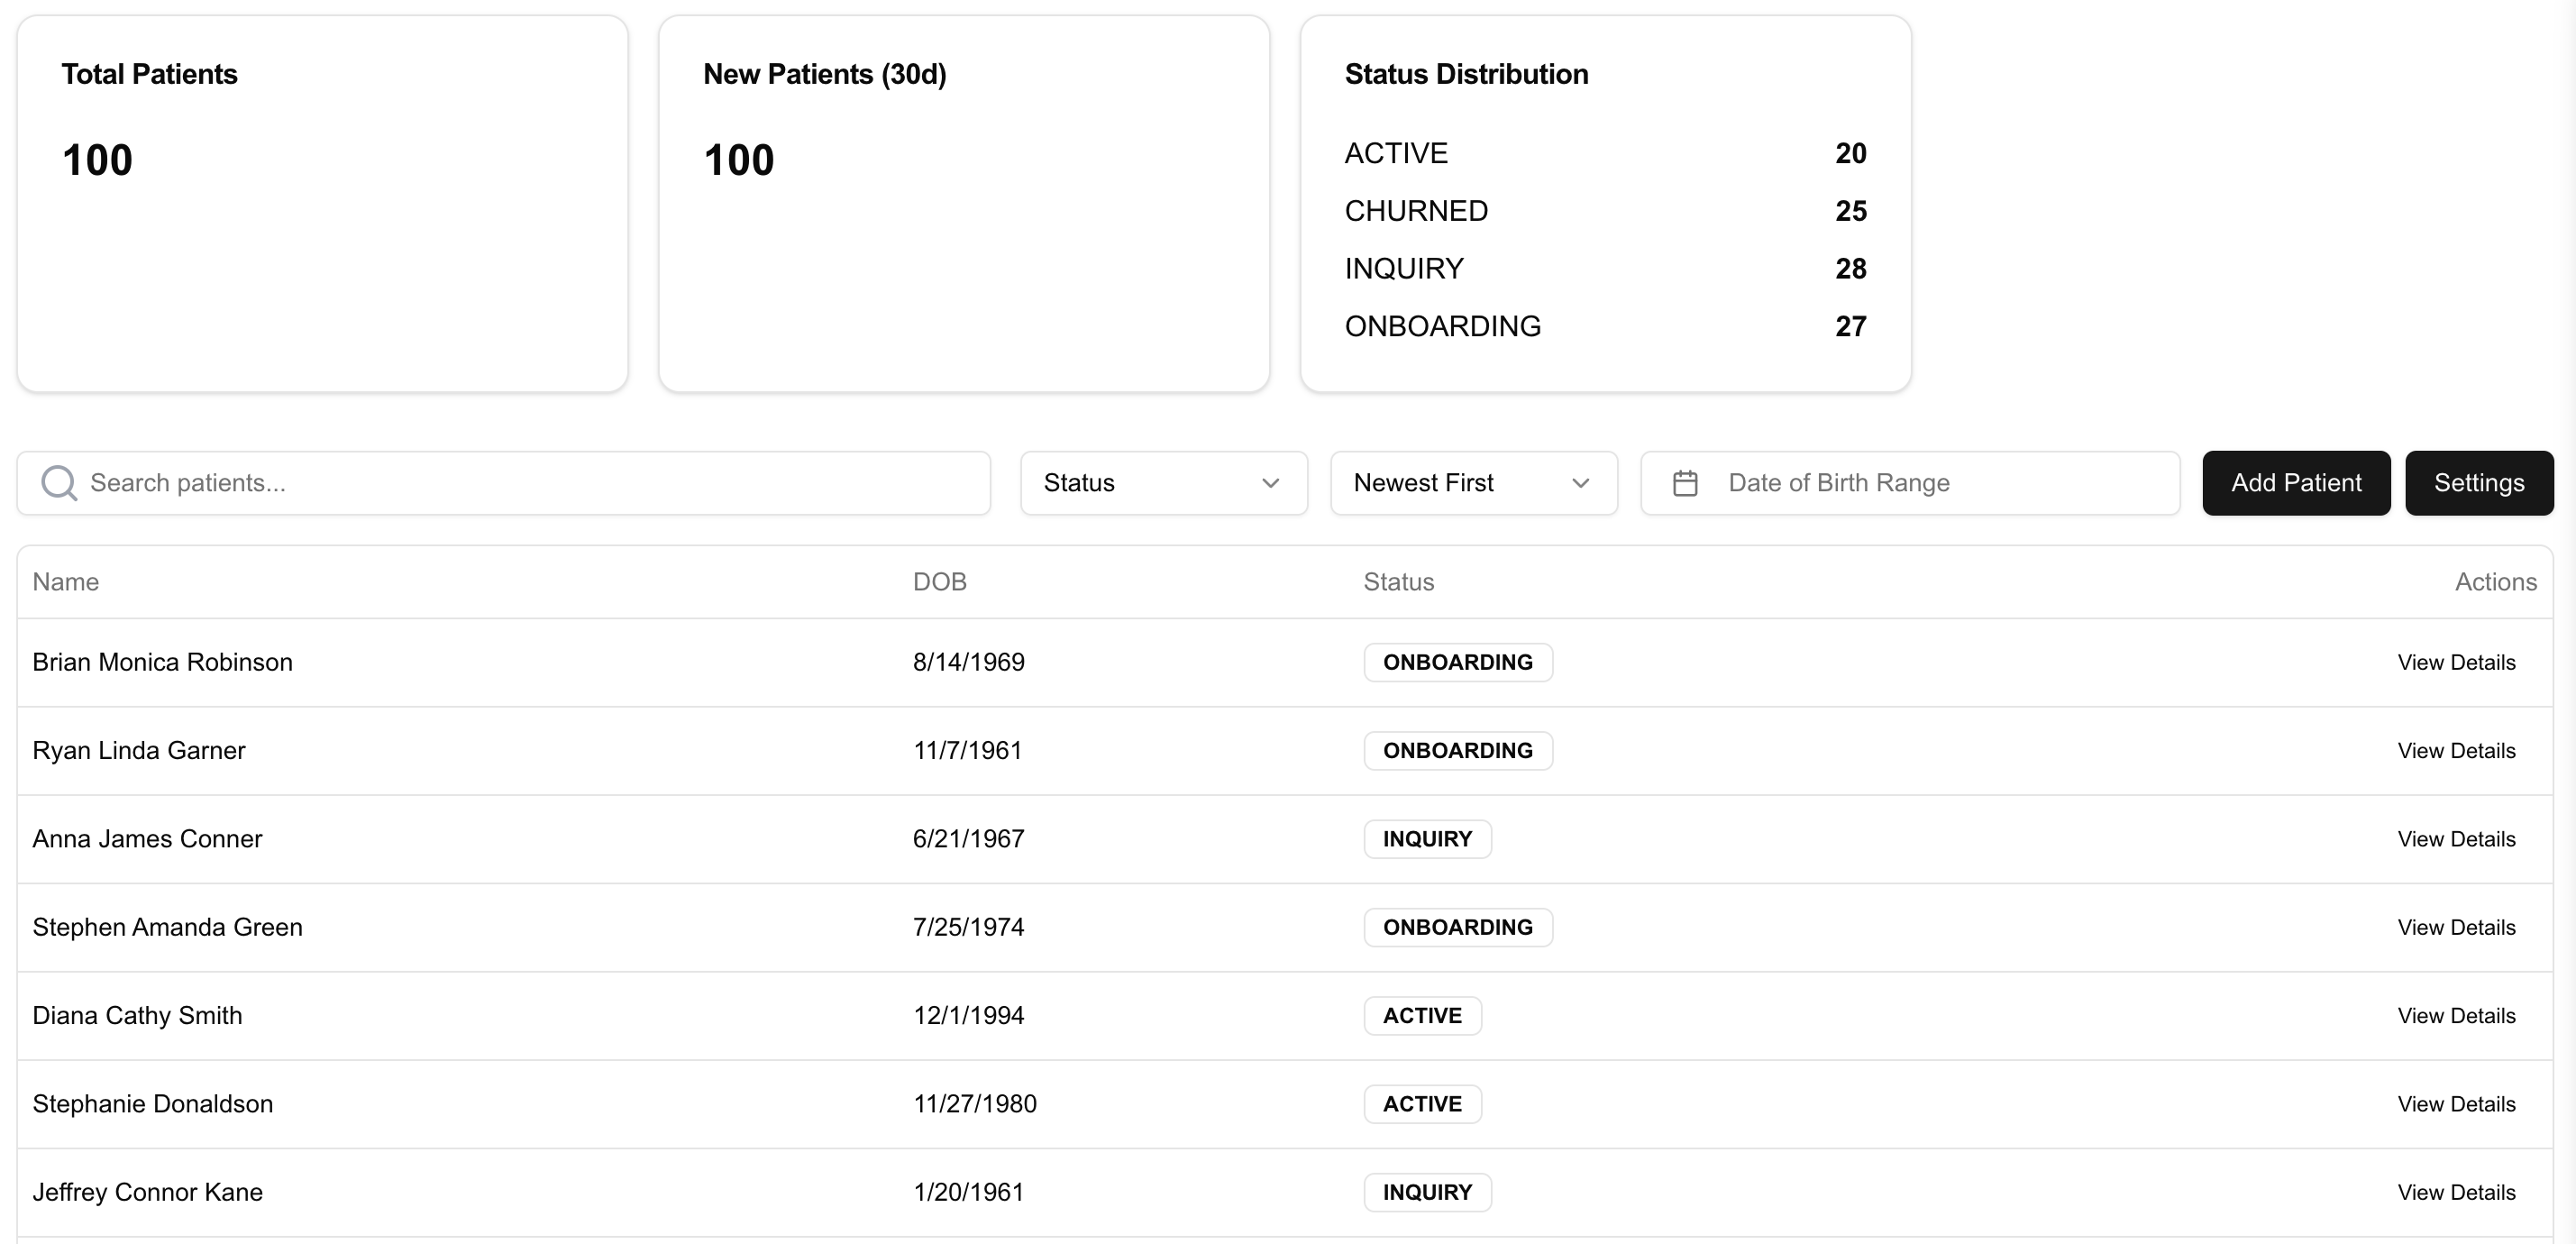 Total Patients
100
New Patients (30d)
100
Status Distribution
ACTIVE 20
CHURNED 25
INQUIRY 28
ONBOARDING 27
Search patients... Status Newest First Date of Birth Range Add Patient Settings
Name DOB Status Actions
Brian Monica Robinson 8/14/1969 ONBOARDING View Details
Ryan Linda Garner 11/7/1961 ONBOARDING View Details
Anna James Conner 6/21/1967 INQUIRY View Details
Stephen Amanda Green 7/25/1974 ONBOARDING View Details
Diana Cathy Smith 12/1/1994 ACTIVE View Details
Stephanie Donaldson 11/27/1980 ACTIVE View Details
Jeffrey Connor Kane 1/20/1961 INQUIRY View Details